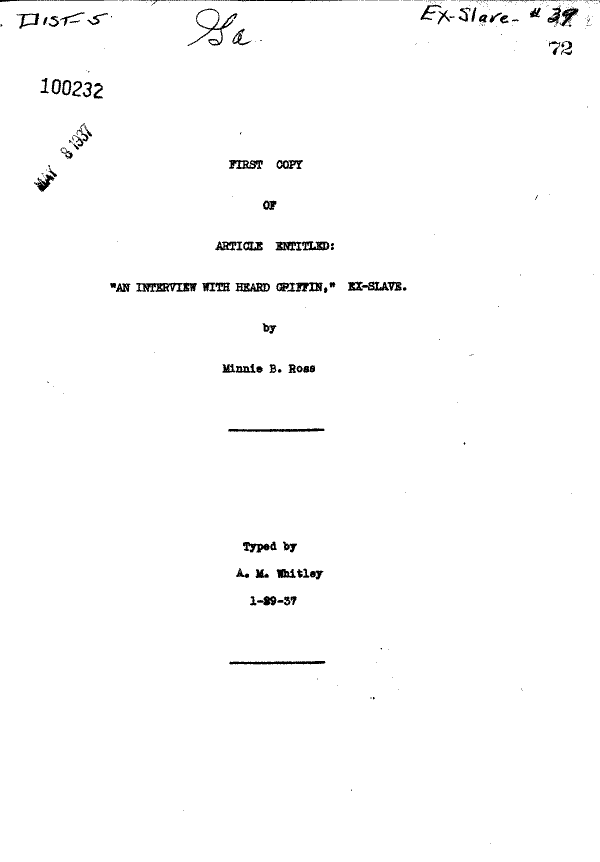 DIST-5
Ga
Ex-Slave-#39
72
100232
MAY 8 1937
FIRST COPY
OF
ARTICLE ENTITLED:
"AN INTERVIEW WITH HEARD GRIFFIN," EX-SLAVE.
by
Minnie B. Ross
Typed by
A. M. Whitley
1-29-37